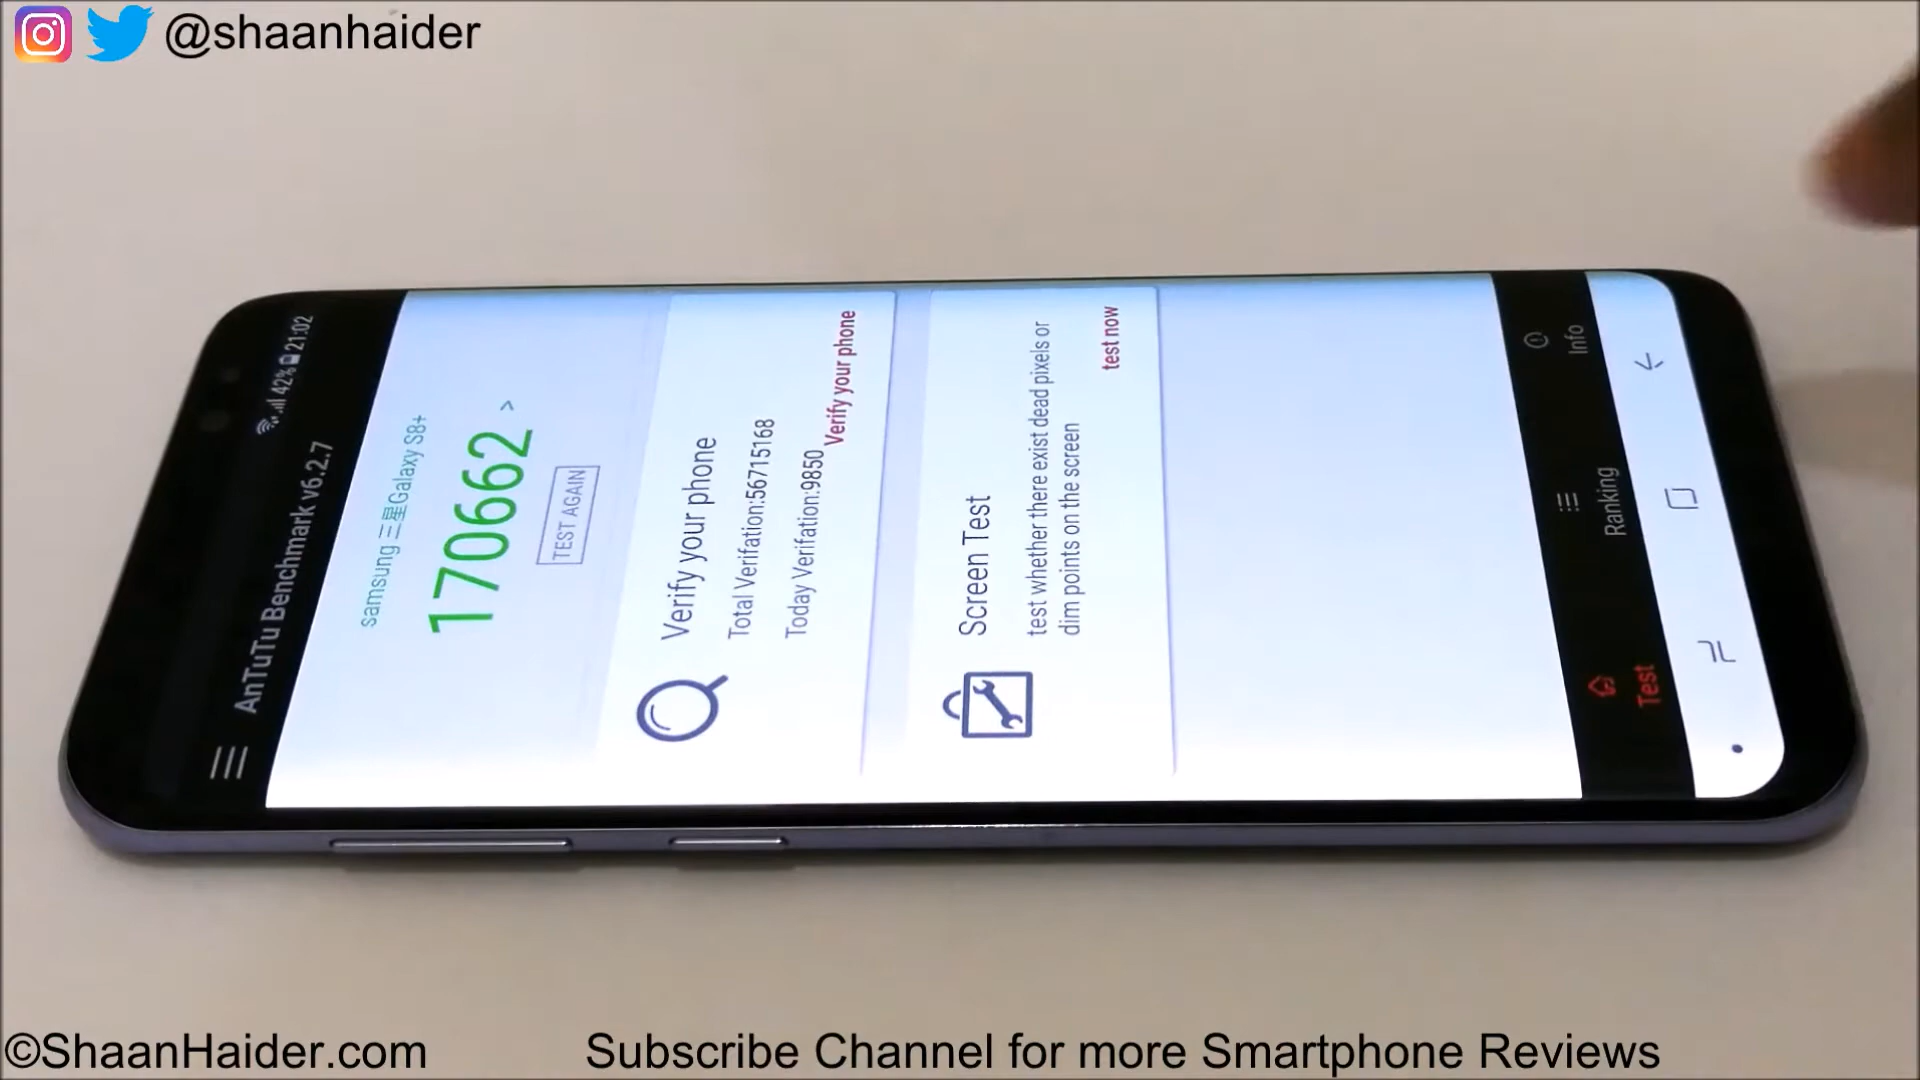 @shaanhaider
42% 21:02
AnTuTu Benchmark v6.2.7
samsung 三星Galaxy S8+
170662 >
TEST AGAIN
Verify your phone
Total Verifation:56715168
Today Verifation:9850
Verify your phone
Screen Test
test whether there exist dead pixels or
dim points on the screen
test now
Test
Ranking
Info
©ShaanHaider.com
Subscribe Channel for more Smartphone Reviews